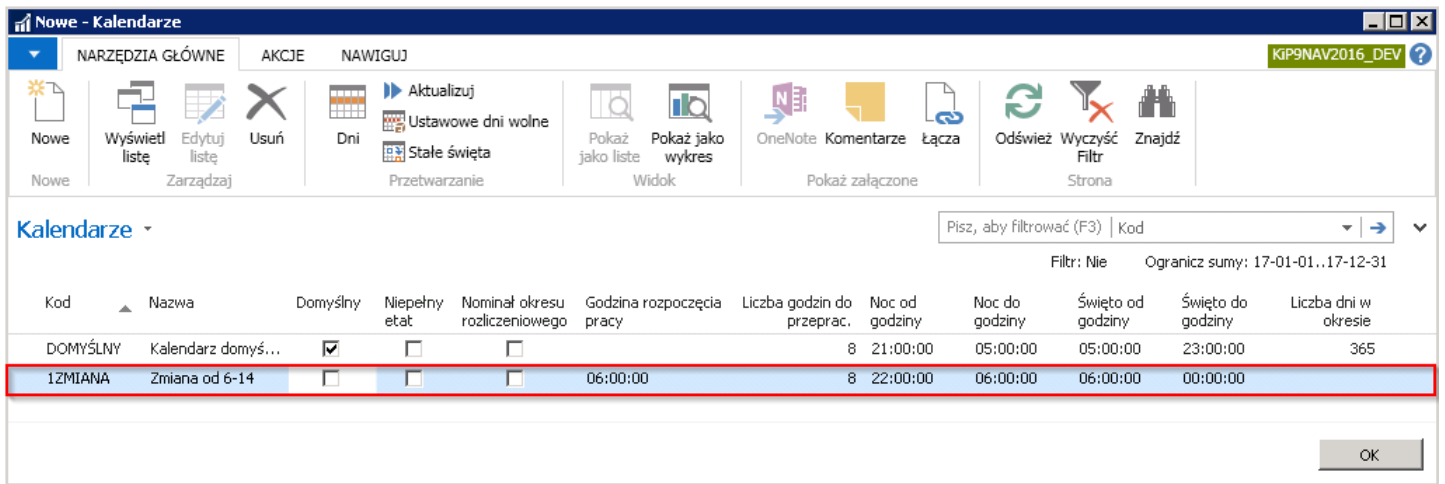 Nowe - Kalendarze
NARZĘDZIA GŁÓWNE AKCJE NAWIGUJ KiP9NAV2016_DEV ?
Nowe
Wyświetl listę
Edytuj listę
Usuń
Dni
Aktualizuj
Ustawowe dni wolne
Stałe święta
Pokaż jako liste
Pokaż jako wykres
OneNote
Komentarze
Łącza
Odśwież
Wyczyść Filtr
Znajdź
Nowe Zarządzaj Przetwarzanie Widok Pokaż załączone Strona
Kalendarze
Pisz, aby filtrować (F3) Kod
Filtr: Nie Ogranicz sumy: 17-01-01..17-12-31
Kod Nazwa Domyślny Niepełny etat Nominał okresu rozliczeniowego Godzina rozpoczęcia pracy Liczba godzin do przeprac. Noc od godziny Noc do godziny Święto od godziny Święto do godziny Liczba dni w okresie
DOMYŚLNY Kalendarz domyś... 8 21:00:00 05:00:00 05:00:00 23:00:00 365
1ZMIANA Zmiana od 6-14 06:00:00 8 22:00:00 06:00:00 06:00:00 00:00:00
OK